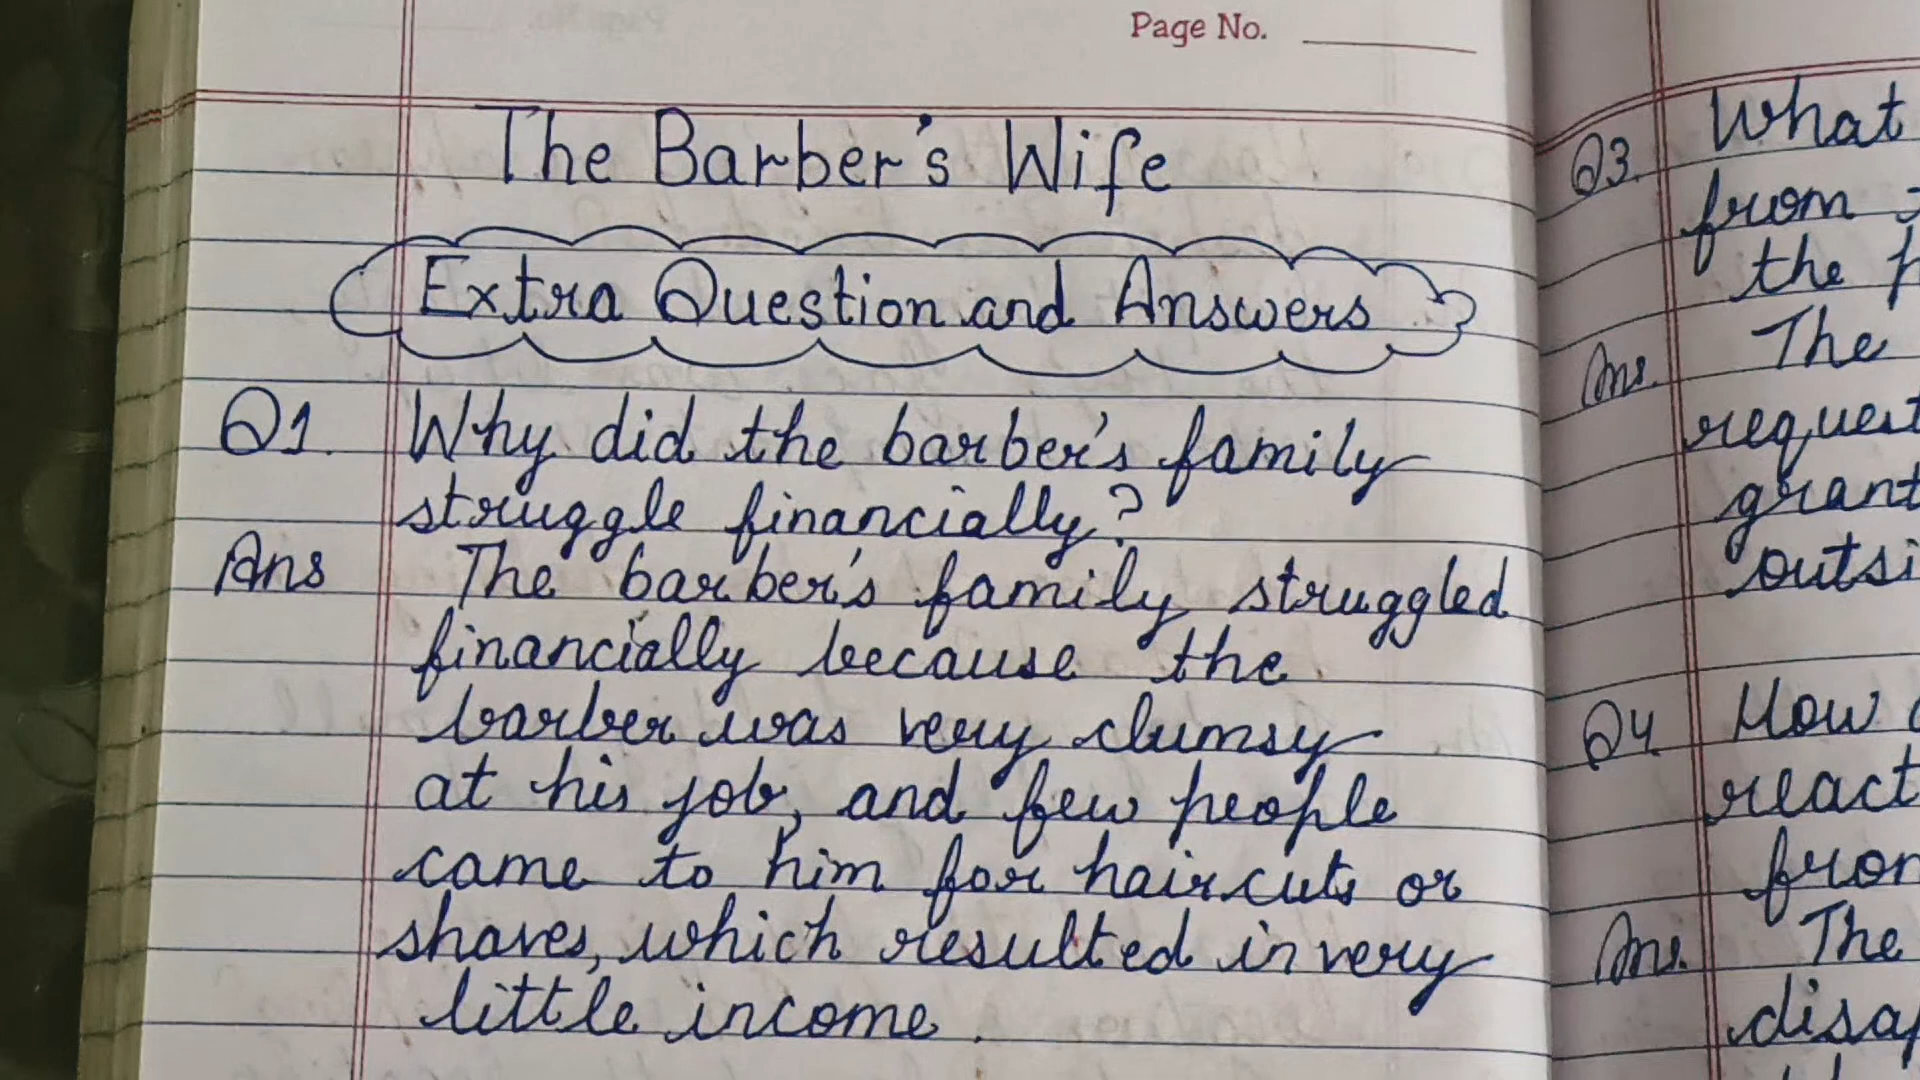 Page No.
The Barber's Wife
Extra Question and Answers
Q1. Why did the barber's family
struggle financially?
Ans The barber's family struggled
financially because the
barber was very clumsy
at his job, and few people
came to him for haircuts or
shaves, which resulted in very
little income.
Q3. What
from
the
Ans. The
request
grant
outsi
Q4 How
react
from
Ans. The
disap